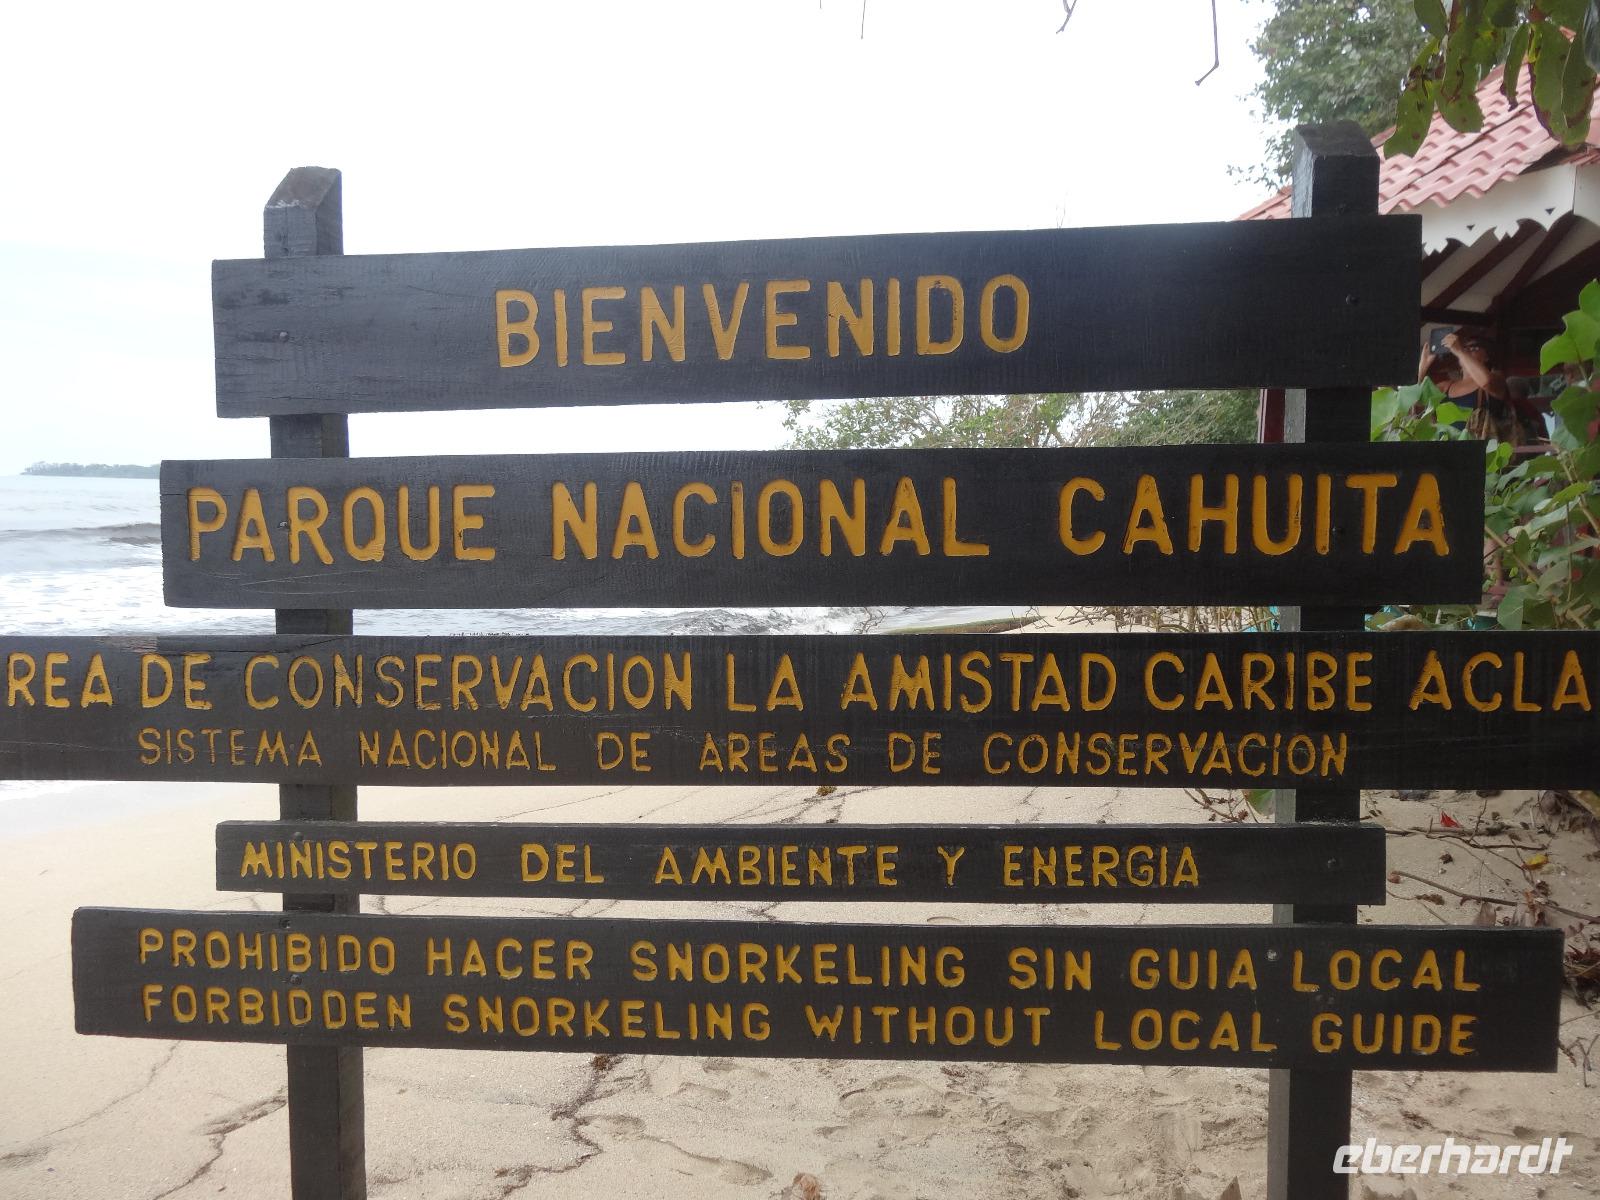 BIENVENIDO
PARQUE NACIONAL CAHUITA
REA DE CONSERVACION LA AMISTAD CARIBE ACLA
SISTEMA NACIONAL DE AREAS DE CONSERVACION
MINISTERIO DEL AMBIENTE Y ENERGIA
PROHIBIDO HACER SNORKELING SIN GUIA LOCAL
FORBIDDEN SNORKELING WITHOUT LOCAL GUIDE
eberhardt